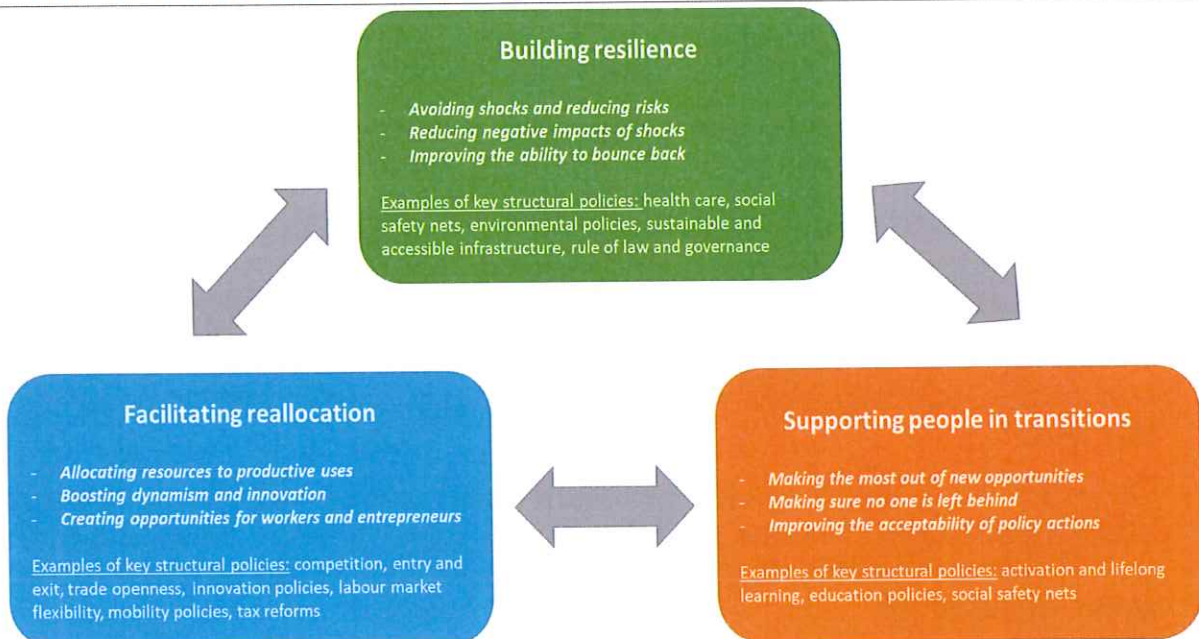 Building resilience
- Avoiding shocks and reducing risks
- Reducing negative impacts of shocks
- Improving the ability to bounce back
Examples of key structural policies: health care, social
safety nets, environmental policies, sustainable and
accessible infrastructure, rule of law and governance
Facilitating reallocation
- Allocating resources to productive uses
- Boosting dynamism and innovation
- Creating opportunities for workers and entrepreneurs
Examples of key structural policies: competition, entry and
exit, trade openness, innovation policies, labour market
flexibility, mobility policies, tax reforms
Supporting people in transitions
- Making the most out of new opportunities
- Making sure no one is left behind
- Improving the acceptability of policy actions
Examples of key structural policies: activation and lifelong
learning, education policies, social safety nets